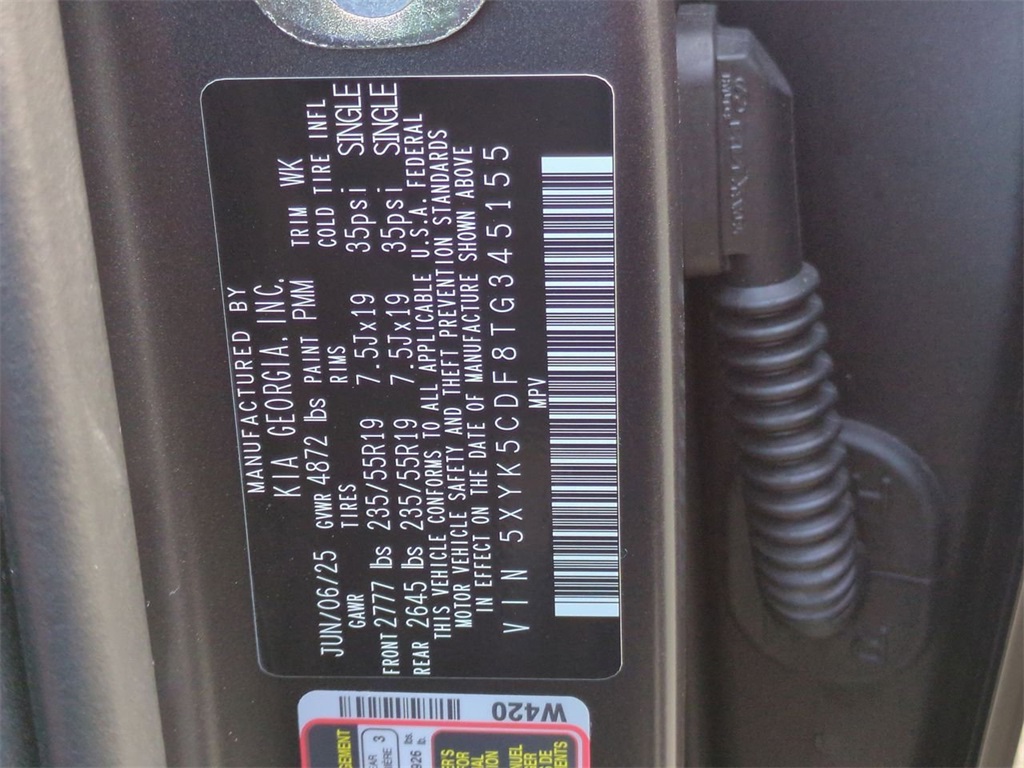 MANUFACTURED BY
KIA GEORGIA, INC.
JUN/06/25 GVWR 4872 lbs PAINT PMM TRIM WK
GAWR TIRES RIMS COLD TIRE INFL
FRONT 2777 lbs 235/55R19 7.5Jx19 35psi SINGLE
REAR 2645 lbs 235/55R19 7.5Jx19 35psi SINGLE
THIS VEHICLE CONFORMS TO ALL APPLICABLE U.S.A. FEDERAL
MOTOR VEHICLE SAFETY AND THEFT PREVENTION STANDARDS
IN EFFECT ON THE DATE OF MANUFACTURE SHOWN ABOVE
VIN 5XYK5CDF8TG345155
MPV
W420
3